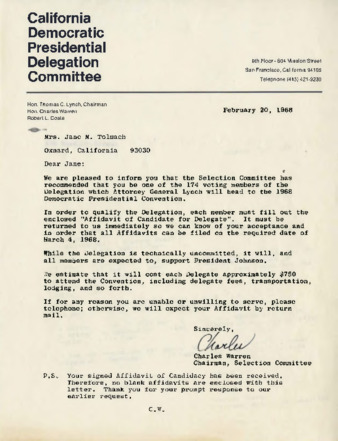 California
Democratic
Presidential
Delegation
Committee
6th Floor - 604 Mission Street
San Francisco, California 94105
Telephone (415) 421-9236
Hon. Thomas C. Lynch, Chairman
Hon. Charles Warren
Robert L. Coate
February 20, 1968
Mrs. Jane M. Tolmach
Oxnard, California 93030
Dear Jane:
We are pleased to inform you that the Selection Committee has
recommended that you be one of the 174 voting members of the
Delegation which Attorney General Lynch will head to the 1968
Democratic Presidential Convention.
In order to qualify the Delegation, each member must fill out the
enclosed "Affidavit of Candidate for Delegate". It must be
returned to us immediately so we can know of your acceptance and
in order that all Affidavits can be filed on the required date of
March 4, 1968.
While the Delegation is technically uncommitted, it will, and
all members are expected to, support President Johnson.
We estimate that it will cost each Delegate approximately $750
to attend the Convention, including delegate fees, transportation,
lodging, and so forth.
If for any reason you are unable or unwilling to serve, please
telephone; otherwise, we will expect your Affidavit by return
mail.
Sincerely,
Charles
Charles Warren
Chairman, Selection Committee
P.S. Your signed Affidavit of Candidacy has been received.
Therefore, no blank affidavits are enclosed with this
letter. Thank you for your prompt response to our
earlier request.
C.W.